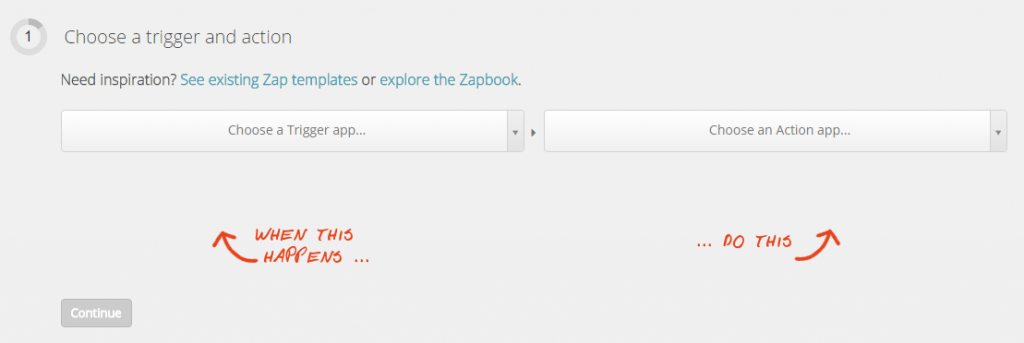 1
Choose a trigger and action
Need inspiration? See existing Zap templates or explore the Zapbook.
Choose a Trigger app...
Choose an Action app...
WHEN THIS
HAPPENS ...
... DO THIS
Continue